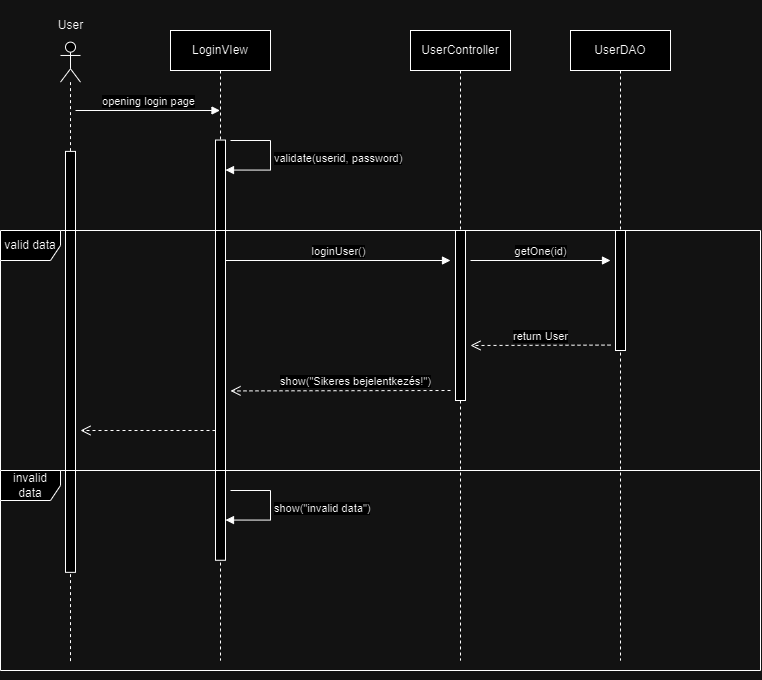 User
LoginVIew
UserController
UserDAO
opening login page
validate(userid, password)
valid data
loginUser()
getOne(id)
return User
show("Sikeres bejelentkezés!")
invalid
data
show("invalid data")